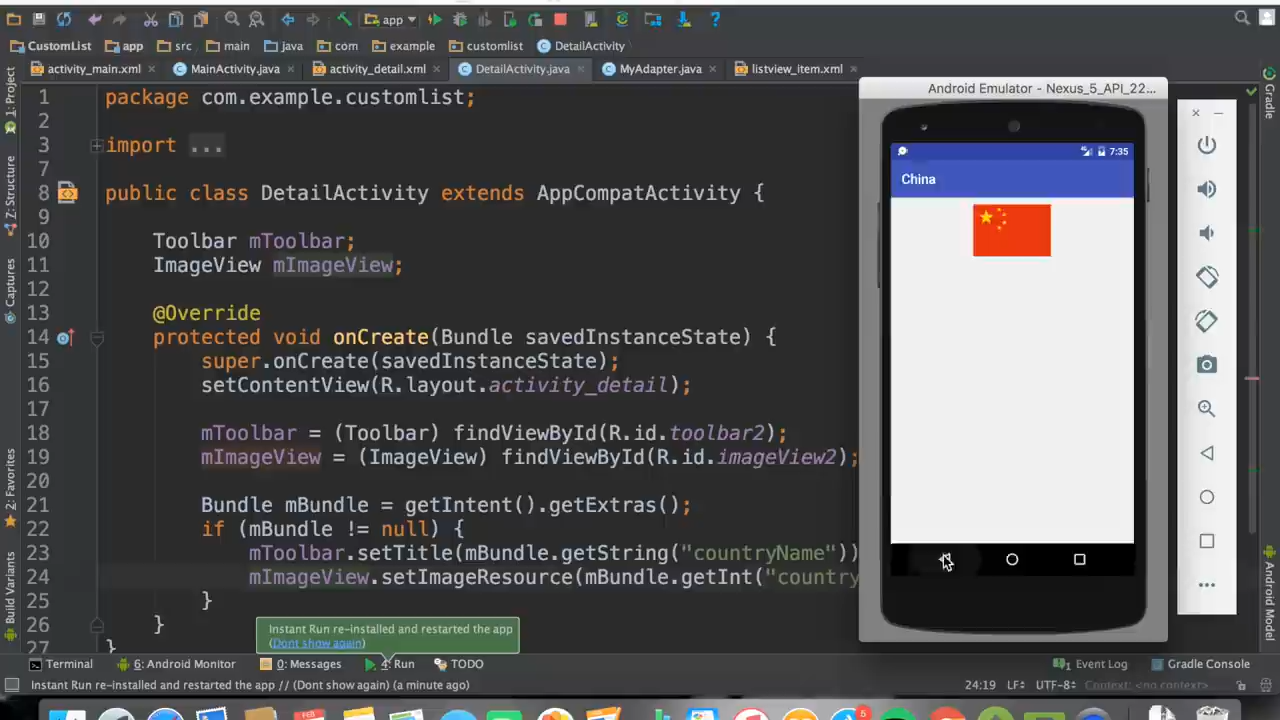 app
CustomList app src main java com example customlist DetailActivity
activity_main.xml MainActivity.java activity_detail.xml DetailActivity.java MyAdapter.java listview_item.xml
1: Project
Z: Structure
Captures
2: Favorites
Build Variants
1 package com.example.customlist;
2
3 import ...
7
8 public class DetailActivity extends AppCompatActivity {
9
10 Toolbar mToolbar;
11 ImageView mImageView;
12
13 @Override
14 protected void onCreate(Bundle savedInstanceState) {
15 super.onCreate(savedInstanceState);
16 setContentView(R.layout.activity_detail);
17
18 mToolbar = (Toolbar) findViewById(R.id.toolbar2);
19 mImageView = (ImageView) findViewById(R.id.imageView2);
20
21 Bundle mBundle = getIntent().getExtras();
22 if (mBundle != null) {
23 mToolbar.setTitle(mBundle.getString("countryName"))
24 mImageView.setImageResource(mBundle.getInt("country
25 }
26 }
27 }
Android Emulator - Nexus_5_API_22...
7:35
China
Gradle
Android Model
Instant Run re-installed and restarted the app
(Dont show again)
Terminal 6: Android Monitor 0: Messages 4: Run TODO Event Log Gradle Console
1
Instant Run re-installed and restarted the app // (Dont show again) (a minute ago) 24:19 LF÷ UTF-8÷ Context: <no context>